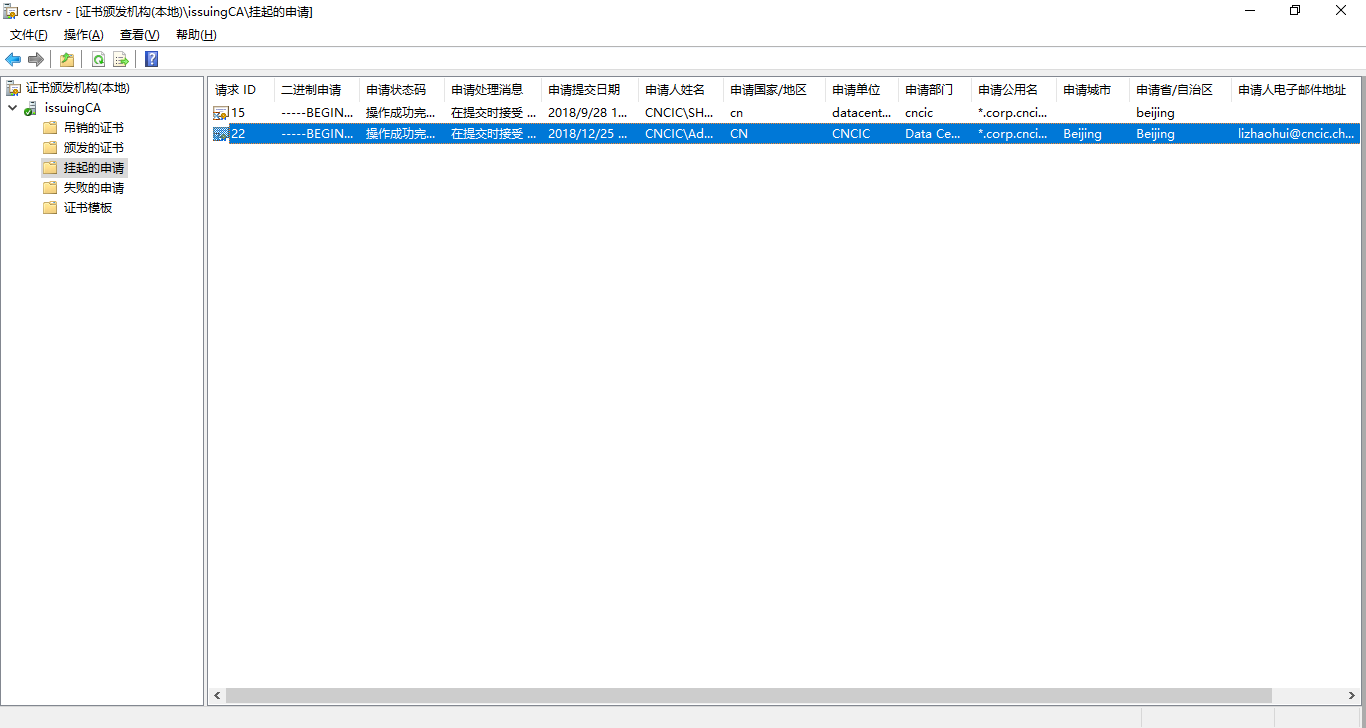 certsrv - [证书颁发机构(本地)\issuingCA\挂起的申请]
文件(F) 操作(A) 查看(V) 帮助(H)
证书颁发机构(本地)
issuingCA
吊销的证书
颁发的证书
挂起的申请
失败的申请
证书模板
请求 ID 二进制申请 申请状态码 申请处理消息 申请提交日期 申请人姓名 申请国家/地区 申请单位 申请部门 申请公用名 申请城市 申请省/自治区 申请人电子邮件地址
15 -----BEGIN... 操作成功完... 在提交时接受 ... 2018/9/28 1... CNCIC\SH... cn datacent... cncic *.corp.cnci... beijing
22 -----BEGIN... 操作成功完... 在提交时接受 ... 2018/12/25 ... CNCIC\Ad... CN CNCIC Data Ce... *.corp.cnci... Beijing Beijing lizhaohui@cncic.ch...